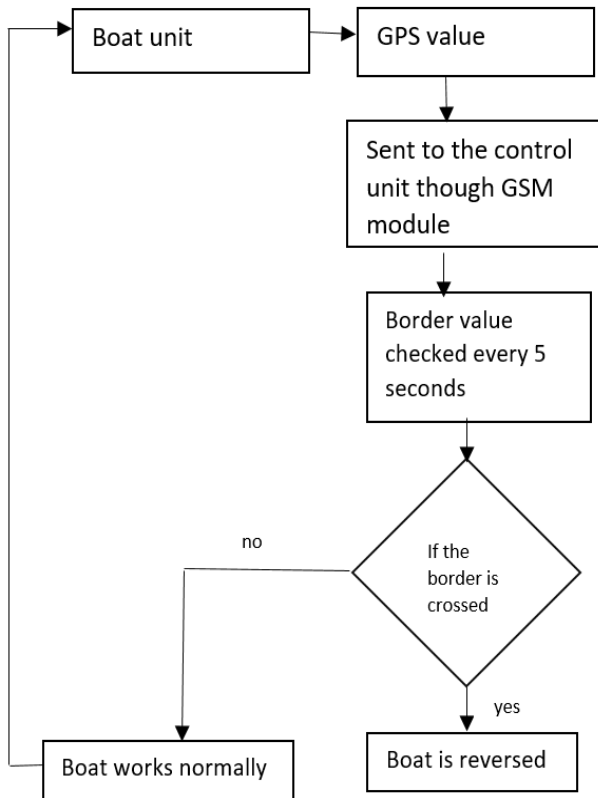 Boat unit
GPS value
Sent to the control
unit though GSM
module
Border value
checked every 5
seconds
If the
border is
crossed
no
yes
Boat works normally
Boat is reversed